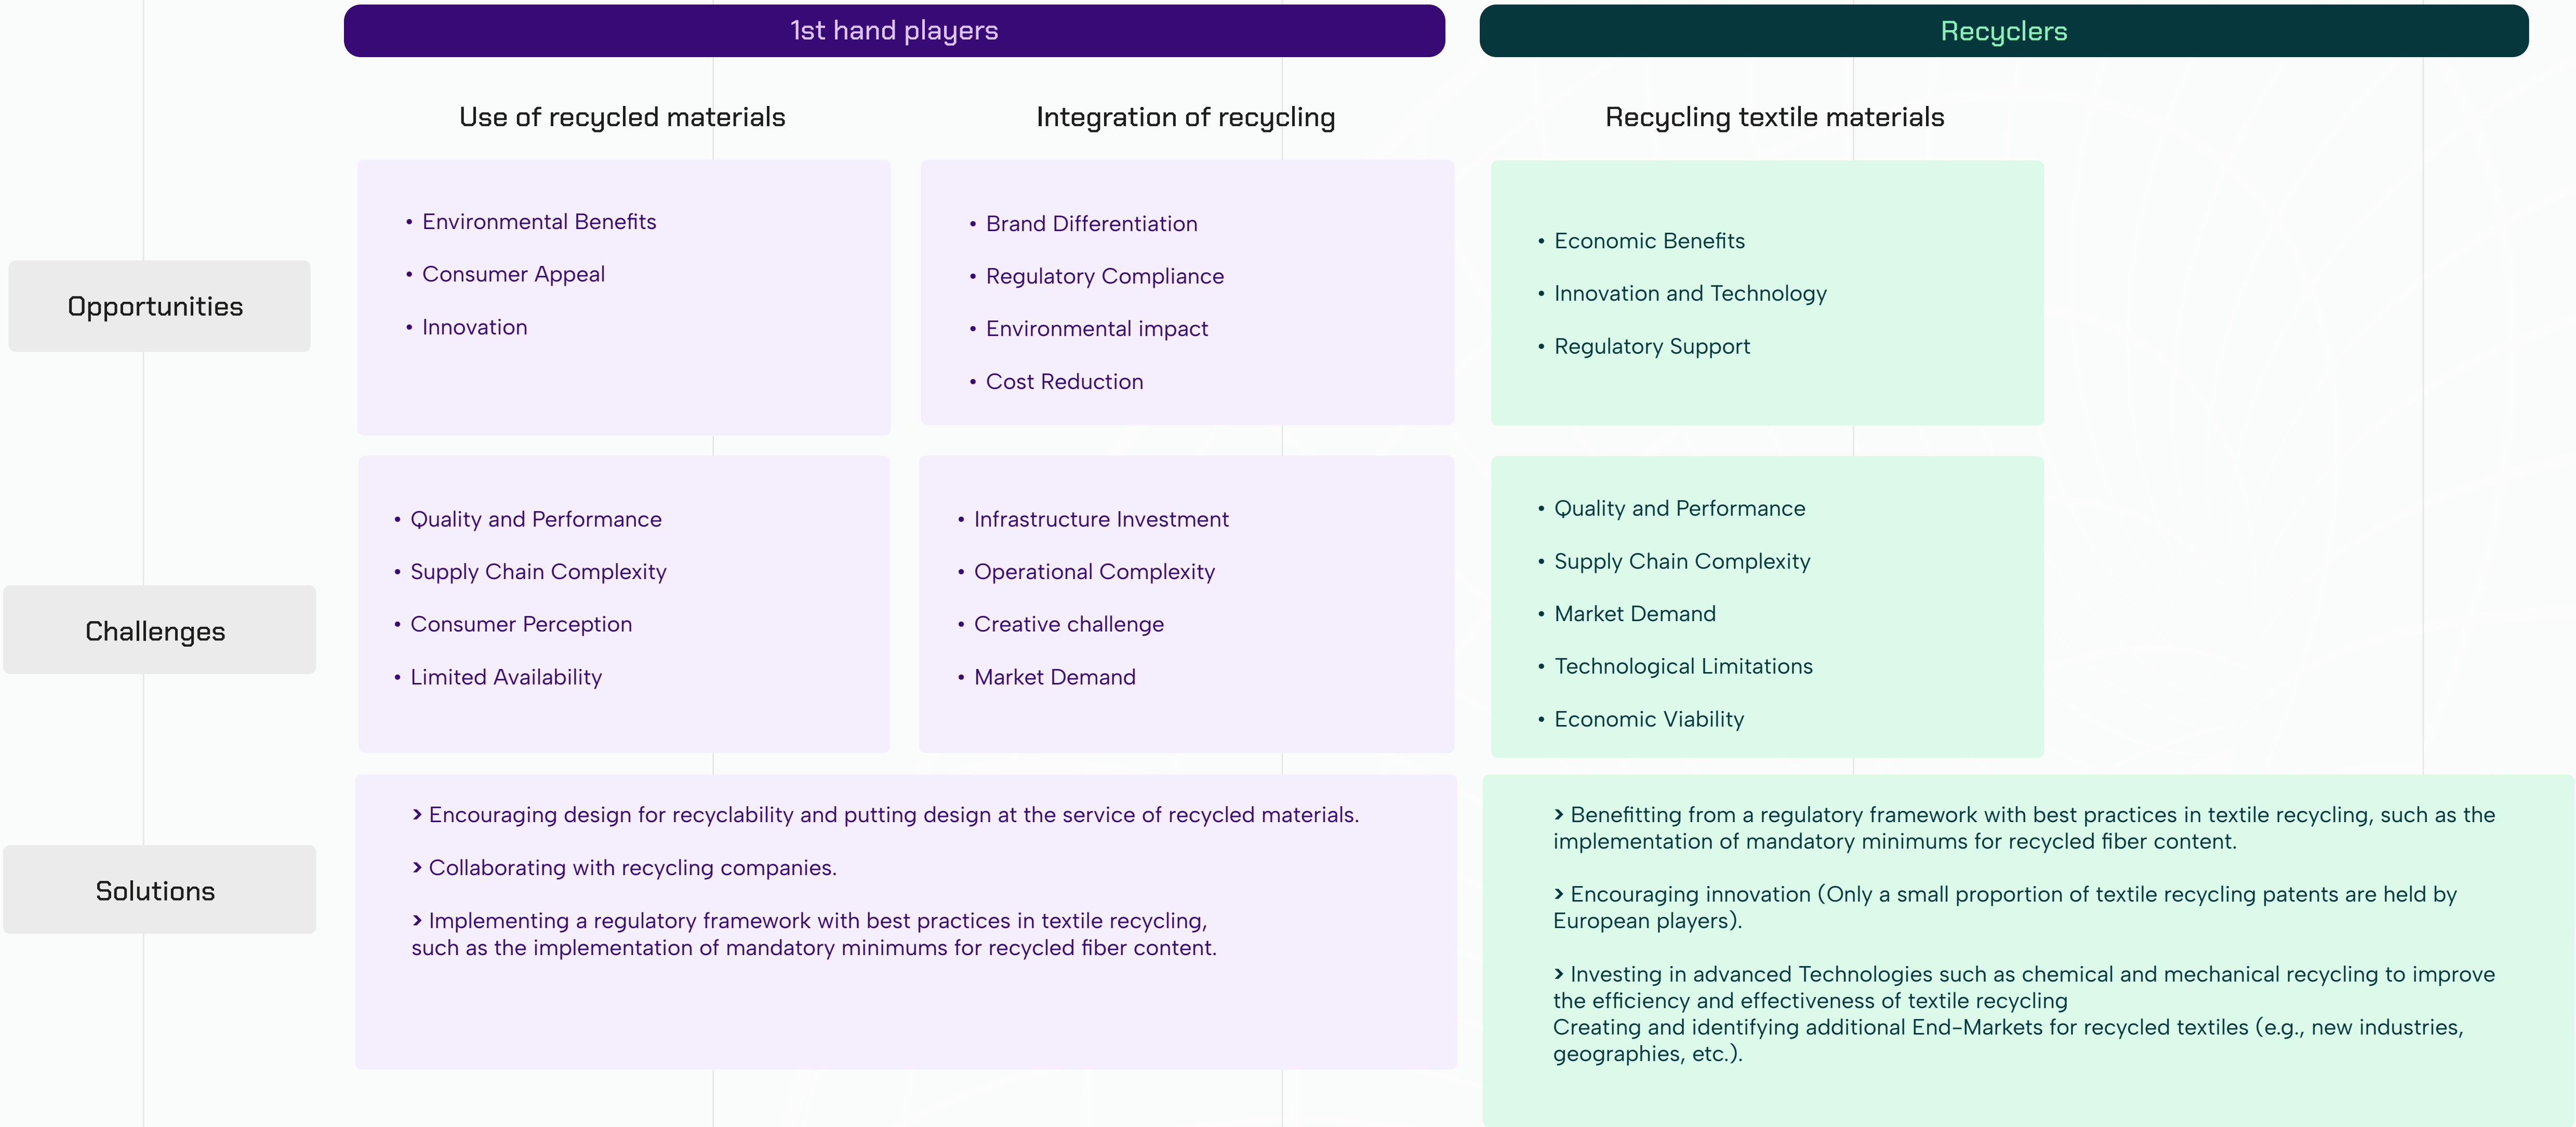 1st hand players
Recyclers
Use of recycled materials
Integration of recycling
Recycling textile materials
Opportunities
• Environmental Benefits
• Consumer Appeal
• Innovation
• Brand Differentiation
• Regulatory Compliance
• Environmental impact
• Cost Reduction
• Economic Benefits
• Innovation and Technology
• Regulatory Support
Challenges
• Quality and Performance
• Supply Chain Complexity
• Consumer Perception
• Limited Availability
• Infrastructure Investment
• Operational Complexity
• Creative challenge
• Market Demand
• Quality and Performance
• Supply Chain Complexity
• Market Demand
• Technological Limitations
• Economic Viability
Solutions
> Encouraging design for recyclability and putting design at the service of recycled materials.
> Collaborating with recycling companies.
> Implementing a regulatory framework with best practices in textile recycling,
such as the implementation of mandatory minimums for recycled fiber content.
> Benefitting from a regulatory framework with best practices in textile recycling, such as the
implementation of mandatory minimums for recycled fiber content.
> Encouraging innovation (Only a small proportion of textile recycling patents are held by
European players).
> Investing in advanced Technologies such as chemical and mechanical recycling to improve
the efficiency and effectiveness of textile recycling
Creating and identifying additional End-Markets for recycled textiles (e.g., new industries,
geographies, etc.).